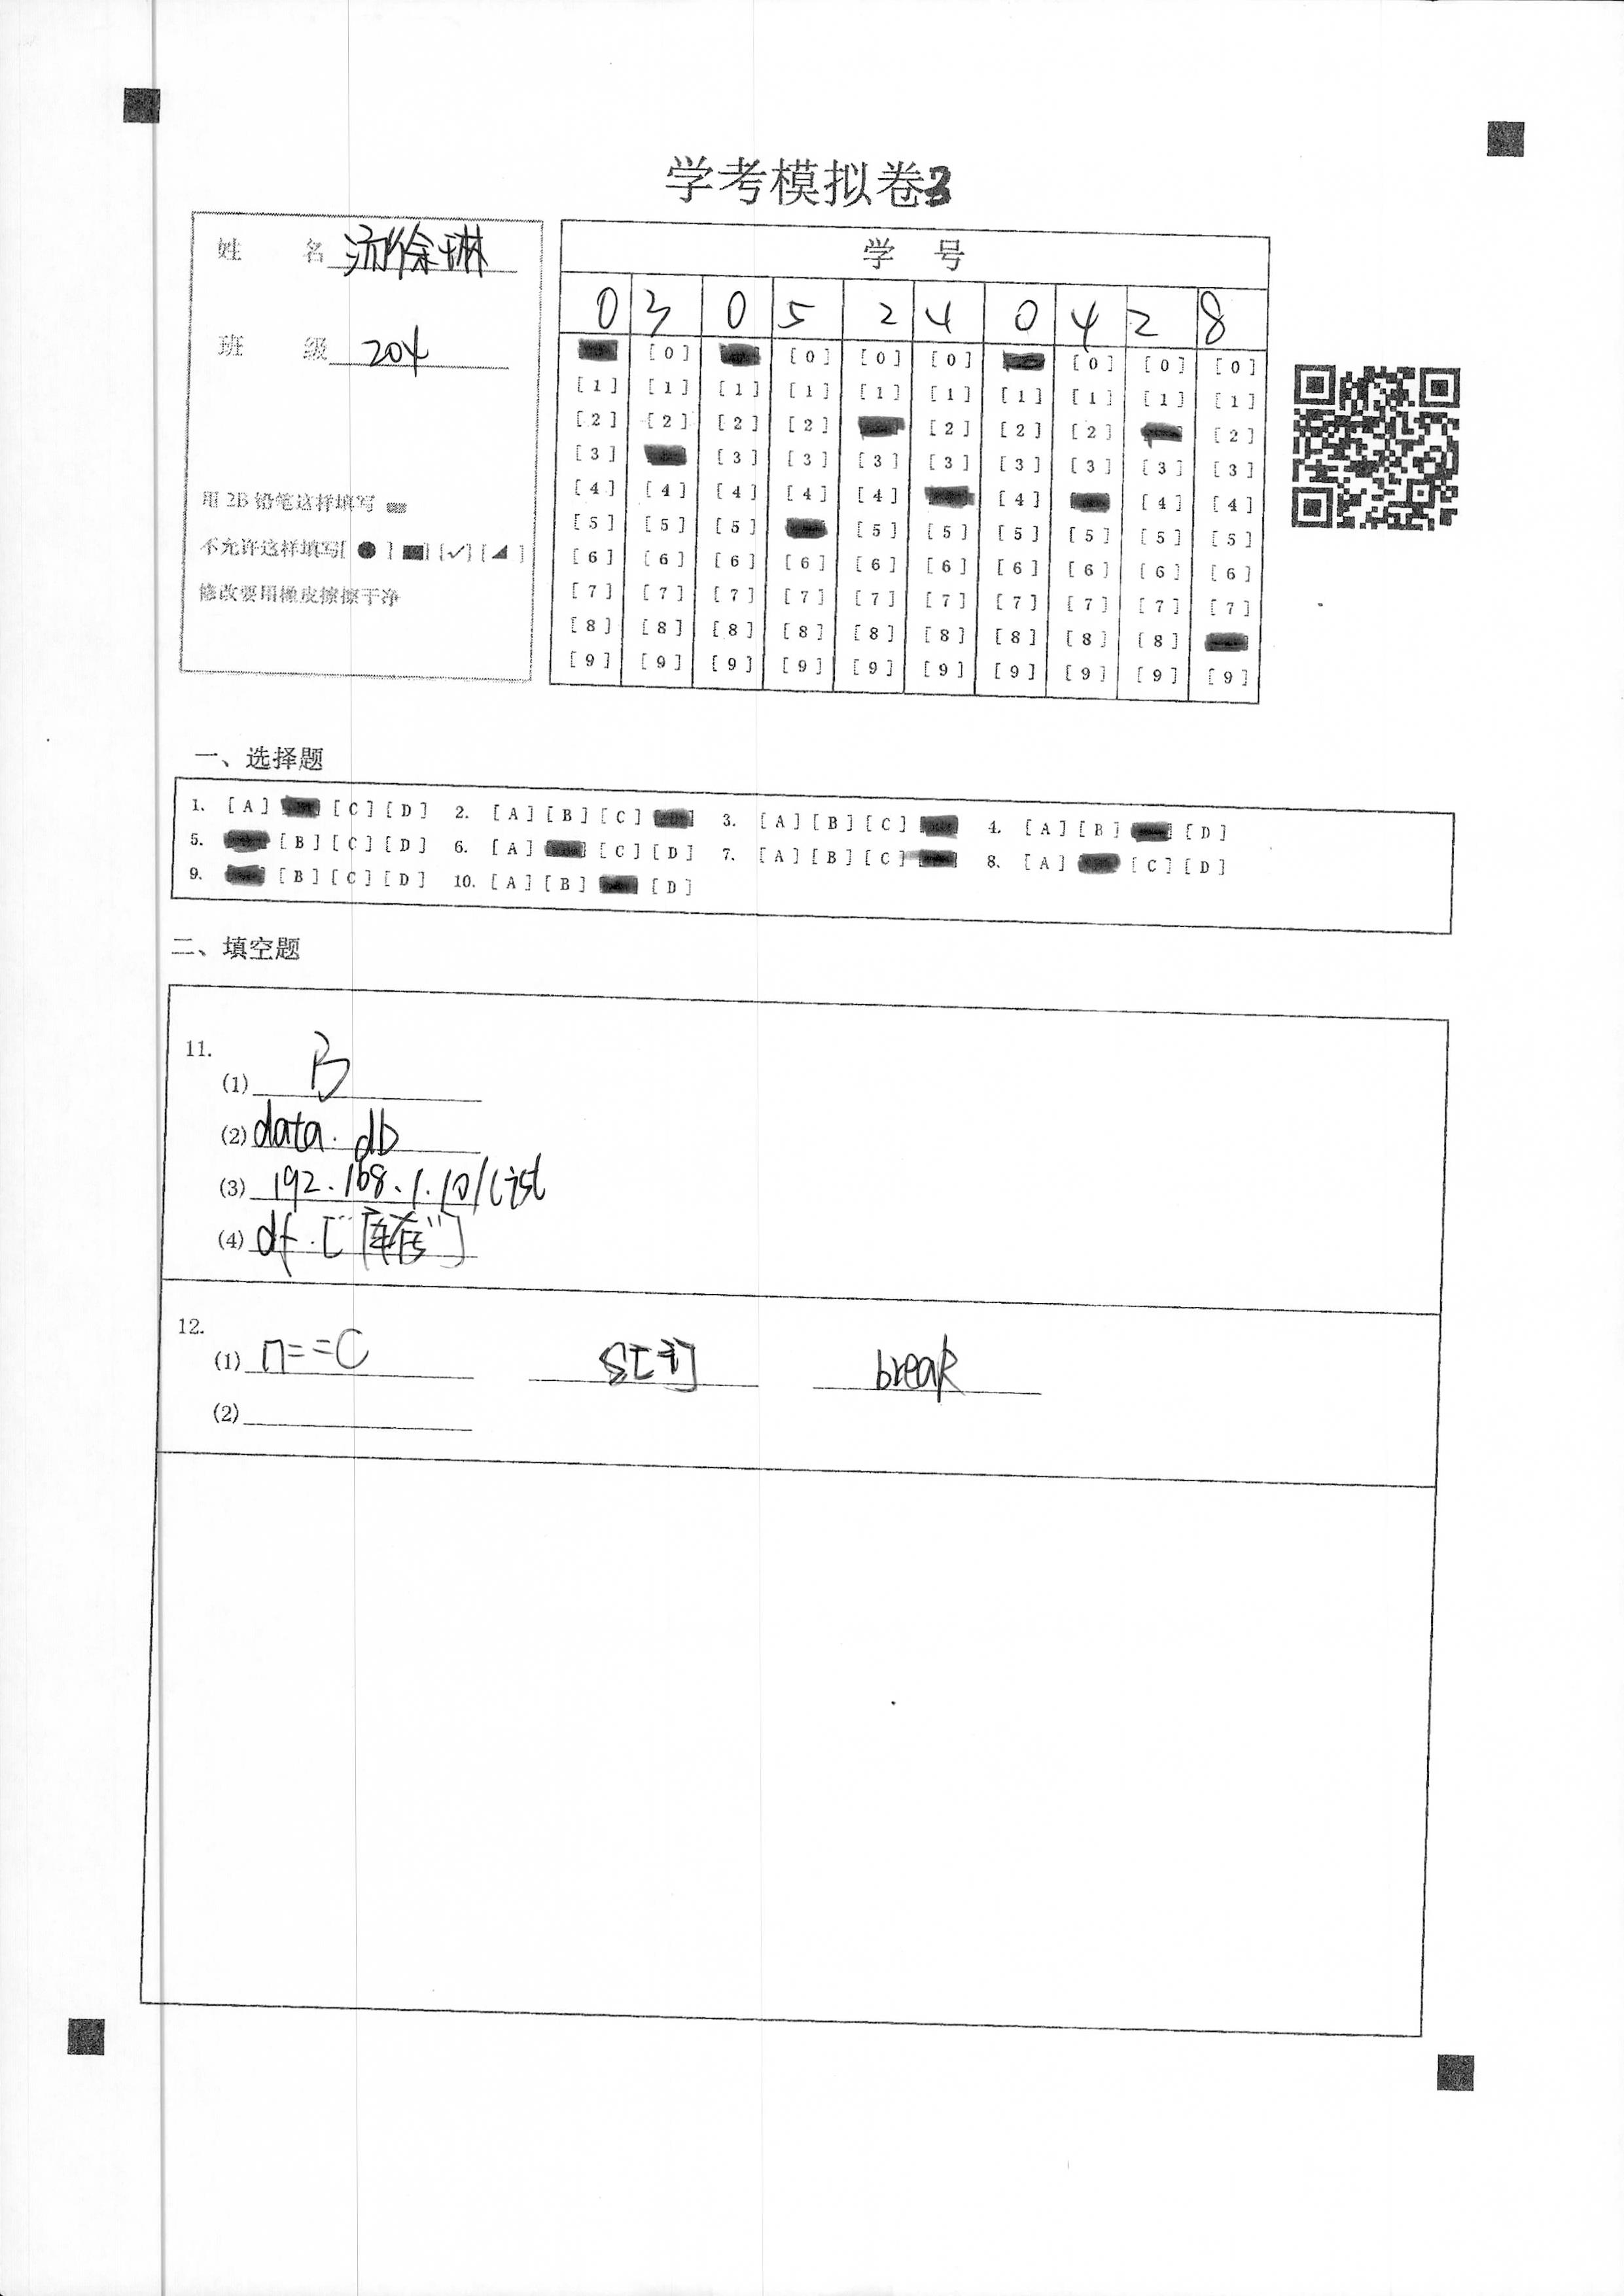 学考模拟卷3
姓 名 汤徐琳
班 级 204
用 2B 铅笔这样填写
不允许这样填写[ ● ] [■] [✓] [◢ ]
修改要用橡皮擦擦干净
学 号
0 3 0 5 2 4 0 4 2 8
[0] [0] [0] [0] [0] [0] [0]
[1] [1] [1] [1] [1] [1] [1] [1] [1] [1]
[2] [2] [2] [2] [2] [2] [2] [2]
[3] [3] [3] [3] [3] [3] [3] [3] [3]
[4] [4] [4] [4] [4] [4] [4] [4]
[5] [5] [5] [5] [5] [5] [5] [5] [5]
[6] [6] [6] [6] [6] [6] [6] [6] [6] [6]
[7] [7] [7] [7] [7] [7] [7] [7] [7] [7]
[8] [8] [8] [8] [8] [8] [8] [8] [8]
[9] [9] [9] [9] [9] [9] [9] [9] [9] [9]
一、选择题
1. [A] [C] [D] 2. [A] [B] [C] 3. [A] [B] [C] 4. [A] [B] [D]
5. [B] [C] [D] 6. [A] [C] [D] 7. [A] [B] [C] 8. [A] [C] [D]
9. [B] [C] [D] 10. [A] [B] [D]
二、填空题
11.
(1) B
(2) data. db
(3) 192.168.1.10/list
(4) df.["库存"]
12.
(1) n==C s[i] break
(2)